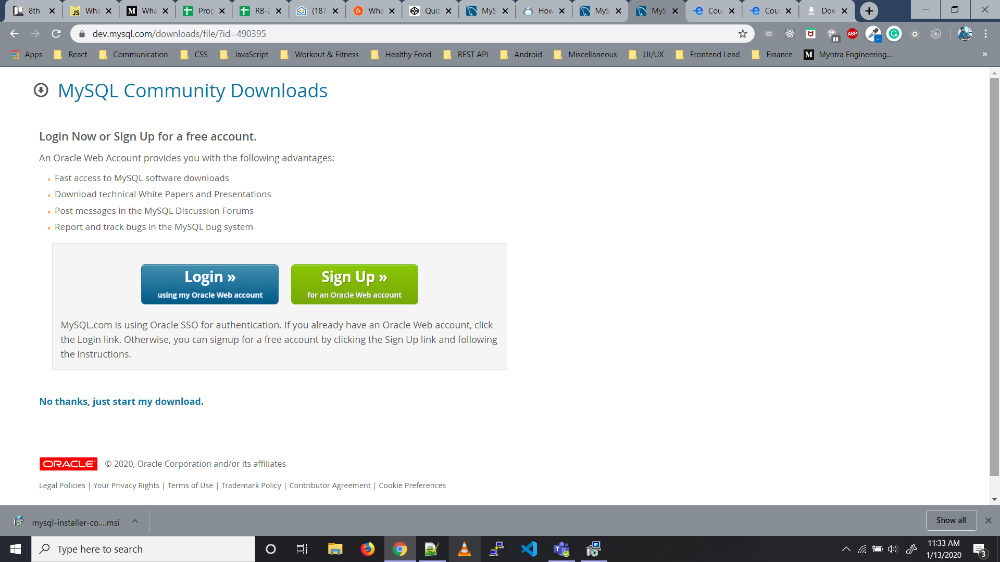 8th
Wha
Wha
Prog
RB-2
(187
Wha
Quiz
MyS
How
MyS
MyS
Cour
Cour
Dow
dev.mysql.com/downloads/file/?id=490395
ABP
Apps
React
Communication
CSS
JavaScript
Workout & Fitness
Healthy Food
REST API
Android
Miscellaneous
UI/UX
Frontend Lead
Finance
M Myntra Engineering...
»
MySQL Community Downloads
Login Now or Sign Up for a free account.
An Oracle Web Account provides you with the following advantages:
Fast access to MySQL software downloads
Download technical White Papers and Presentations
Post messages in the MySQL Discussion Forums
Report and track bugs in the MySQL bug system
Login »
using my Oracle Web account
Sign Up »
for an Oracle Web account
MySQL.com is using Oracle SSO for authentication. If you already have an Oracle Web account, click
the Login link. Otherwise, you can signup for a free account by clicking the Sign Up link and following
the instructions.
No thanks, just start my download.
ORACLE © 2020, Oracle Corporation and/or its affiliates
Legal Policies | Your Privacy Rights | Terms of Use | Trademark Policy | Contributor Agreement | Cookie Preferences
mysql-installer-co....msi
Show all
Type here to search
11:33 AM
1/13/2020
3